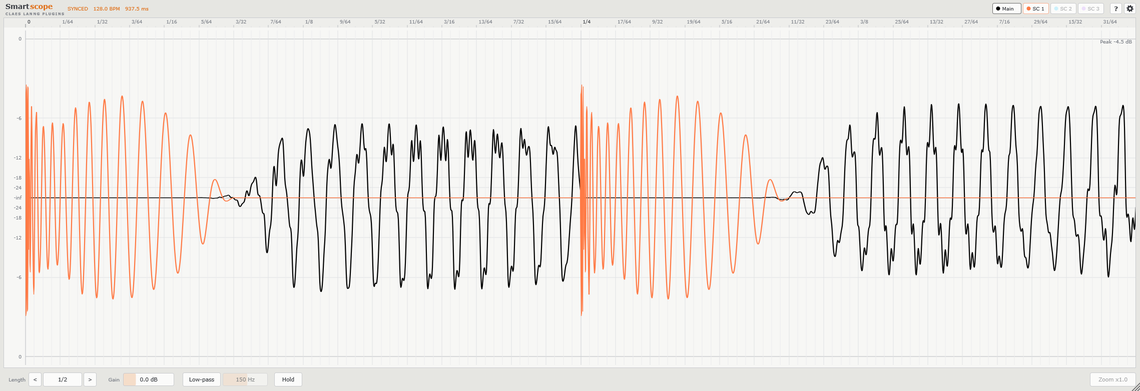 Smartscope
CLASS LANNG PLUGINS
SYNCED 128.0 BPM 937.5 ms
Main SC 1 SC 2 SC 3 ?
0 1/64 1/32 3/64 1/16 5/64 3/32 7/64 1/8 9/64 5/32 11/64 3/16 13/64 7/32 15/64 1/4 17/64 9/32 19/64 5/16 21/64 11/32 23/64 3/8 25/64 13/32 27/64 7/16 29/64 15/32 31/64
Peak -4.5 dB
0
-6
-12
-18
-24
-inf
-24
-18
-12
-6
0
Length < 1/2 > Gain 0.0 dB Low-pass 150 Hz Hold Zoom x1.0